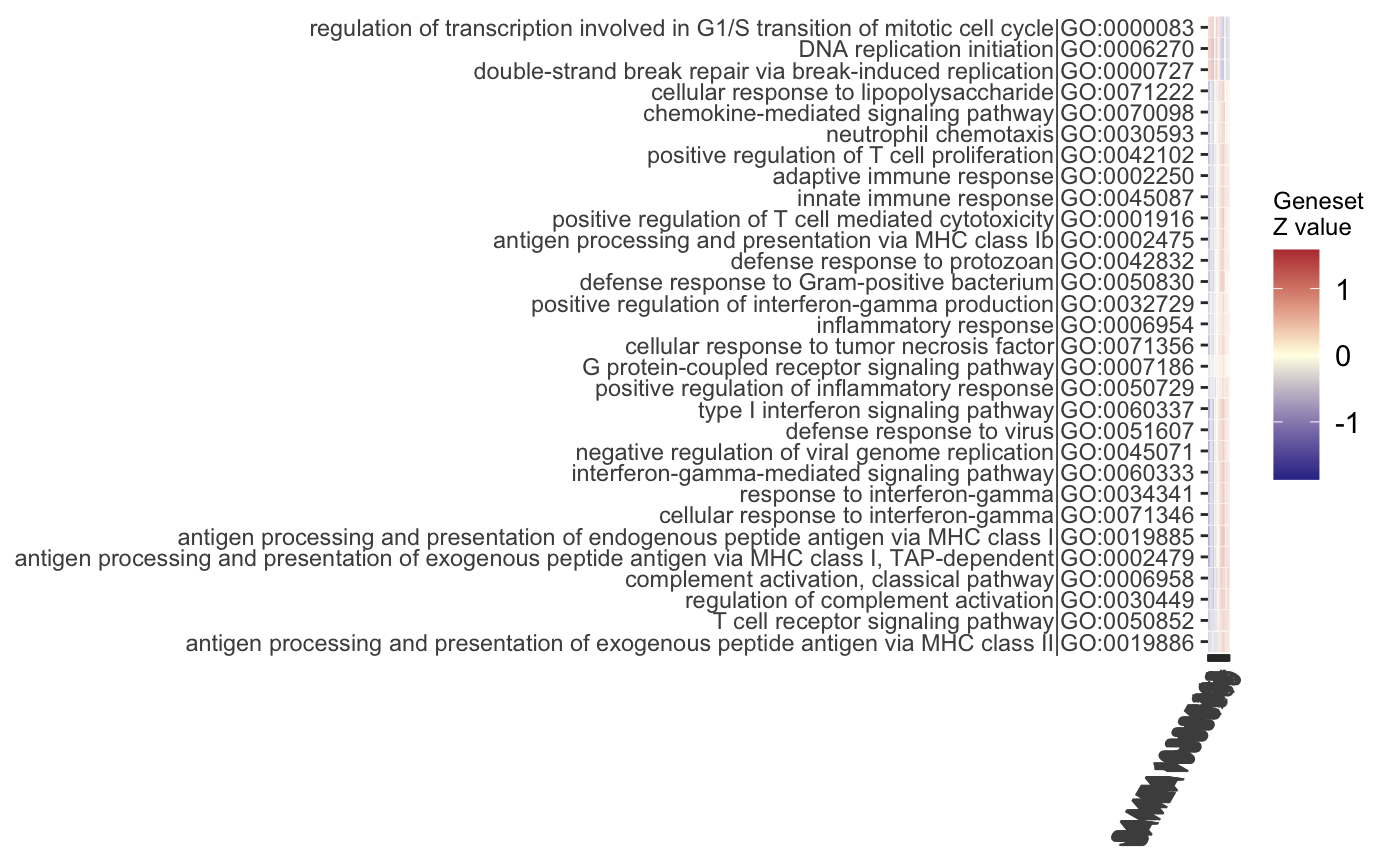 regulation of transcription involved in G1/S transition of mitotic cell cycle|GO:0000083
DNA replication initiation|GO:0006270
double-strand break repair via break-induced replication|GO:0000727
cellular response to lipopolysaccharide|GO:0071222
chemokine-mediated signaling pathway|GO:0070098
neutrophil chemotaxis|GO:0030593
positive regulation of T cell proliferation|GO:0042102
adaptive immune response|GO:0002250
innate immune response|GO:0045087
positive regulation of T cell mediated cytotoxicity|GO:0001916
antigen processing and presentation via MHC class Ib|GO:0002475
defense response to protozoan|GO:0042832
defense response to Gram-positive bacterium|GO:0050830
positive regulation of interferon-gamma production|GO:0032729
inflammatory response|GO:0006954
cellular response to tumor necrosis factor|GO:0071356
G protein-coupled receptor signaling pathway|GO:0007186
positive regulation of inflammatory response|GO:0050729
type I interferon signaling pathway|GO:0060337
defense response to virus|GO:0051607
negative regulation of viral genome replication|GO:0045071
interferon-gamma-mediated signaling pathway|GO:0060333
response to interferon-gamma|GO:0034341
cellular response to interferon-gamma|GO:0071346
antigen processing and presentation of endogenous peptide antigen via MHC class I|GO:0019885
antigen processing and presentation of exogenous peptide antigen via MHC class I, TAP-dependent|GO:0002479
complement activation, classical pathway|GO:0006958
regulation of complement activation|GO:0030449
T cell receptor signaling pathway|GO:0050852
antigen processing and presentation of exogenous peptide antigen via MHC class II|GO:0019886
Geneset
Z value
1
0
-1